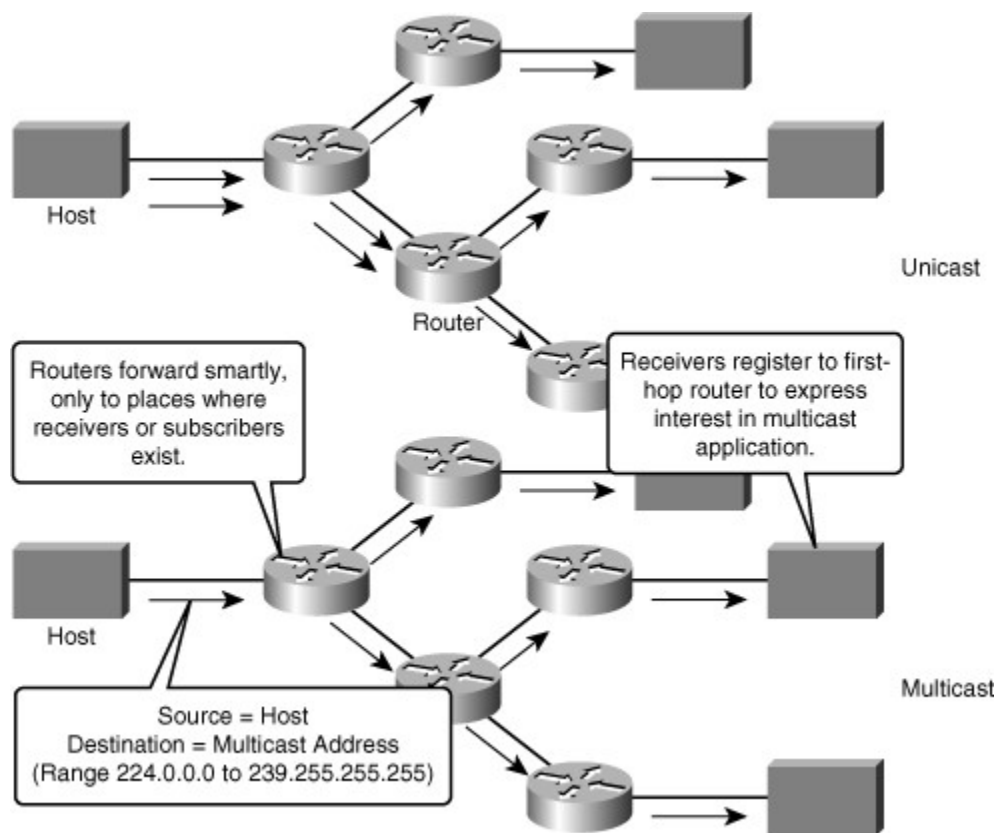 Host
Unicast
Router
Routers forward smartly,
only to places where
receivers or subscribers
exist.
Receivers register to first-
hop router to express
interest in multicast
application.
Host
Multicast
Source = Host
Destination = Multicast Address
(Range 224.0.0.0 to 239.255.255.255)